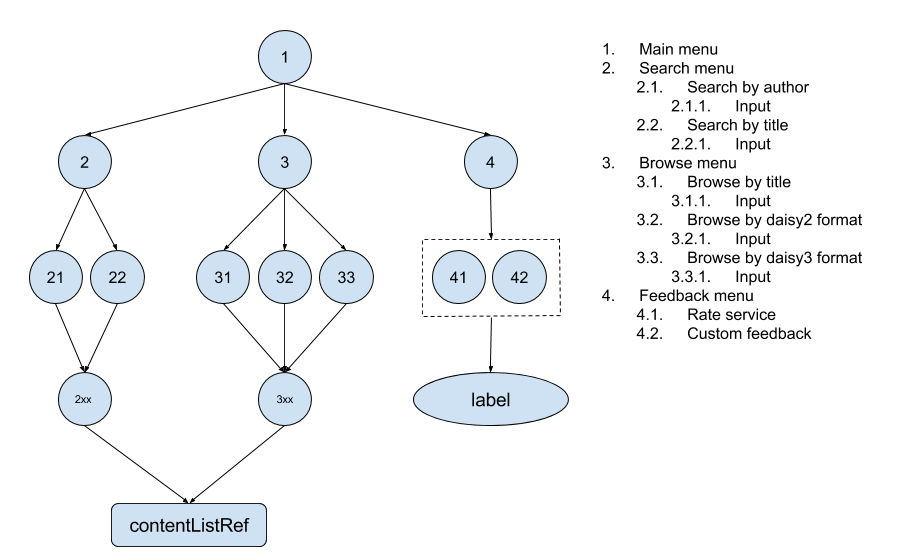 1
2
3
4
21
22
31
32
33
41
42
2xx
3xx
label
contentListRef
1. Main menu
2. Search menu
2.1. Search by author
2.1.1. Input
2.2. Search by title
2.2.1. Input
3. Browse menu
3.1. Browse by title
3.1.1. Input
3.2. Browse by daisy2 format
3.2.1. Input
3.3. Browse by daisy3 format
3.3.1. Input
4. Feedback menu
4.1. Rate service
4.2. Custom feedback